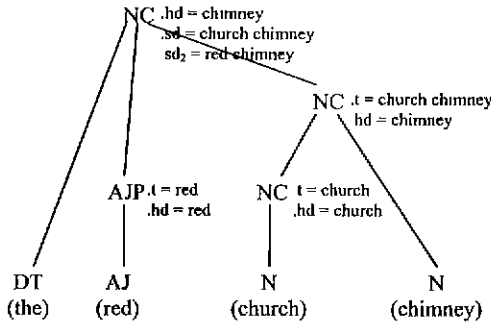 NC .hd = chimney
.sd = church chimney
sd₂ = red chimney
NC .t = church chimney
hd = chimney
AJP .t = red
.hd = red
NC t = church
.hd = church
DT AJ N N
(the) (red) (church) (chimney)